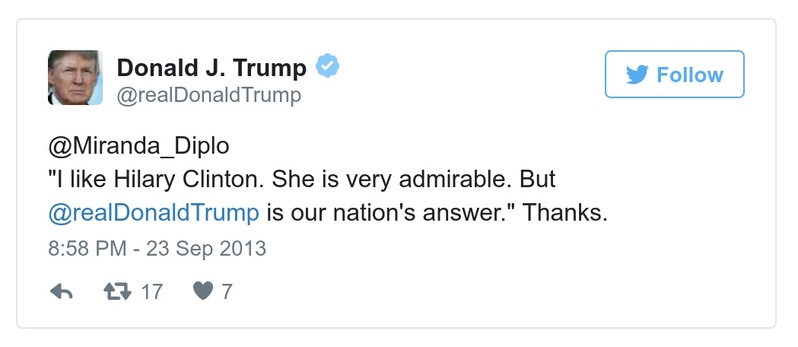 Donald J. Trump
@realDonaldTrump
Follow
@Miranda_Diplo
"I like Hilary Clinton. She is very admirable. But
@realDonaldTrump is our nation's answer." Thanks.
8:58 PM - 23 Sep 2013
17 7